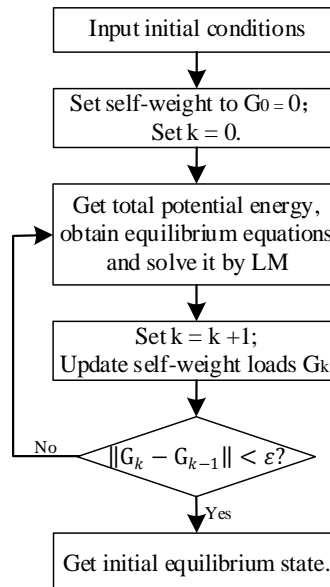 Input initial conditions
Set self-weight to G₀ = 0;
Set k = 0.
Get total potential energy,
obtain equilibrium equations
and solve it by LM
Set k = k +1;
Update self-weight loads Gₖ
‖Gₖ − Gₖ₋₁‖ < ε?
No
Yes
Get initial equilibrium state.